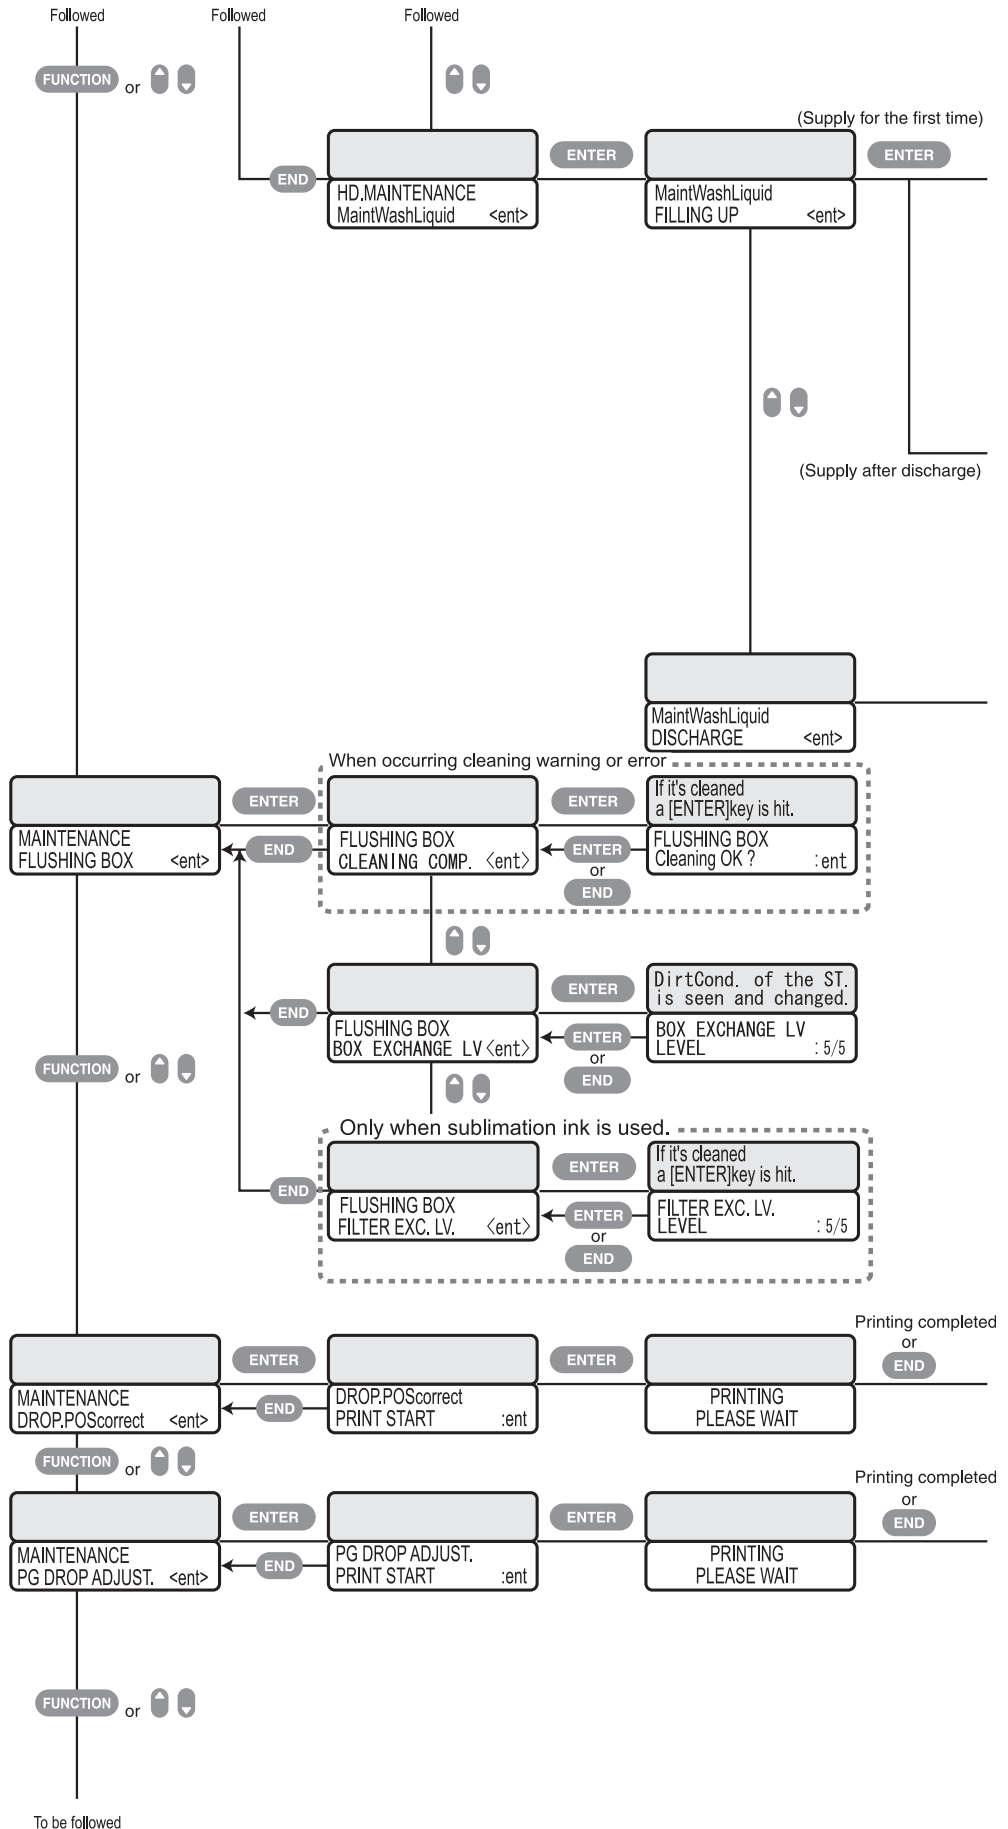 Followed
Followed
Followed
FUNCTION or
(Supply for the first time)
ENTER
ENTER
END
HD.MAINTENANCE
MaintWashLiquid <ent>
MaintWashLiquid
FILLING UP <ent>
(Supply after discharge)
MaintWashLiquid
DISCHARGE <ent>
When occurring cleaning warning or error
ENTER
ENTER
If it's cleaned
a [ENTER]key is hit.
MAINTENANCE
FLUSHING BOX <ent>
END
FLUSHING BOX
CLEANING COMP. <ent>
ENTER
or
END
FLUSHING BOX
Cleaning OK ? :ent
ENTER
DirtCond. of the ST.
is seen and changed.
END
FLUSHING BOX
BOX EXCHANGE LV <ent>
ENTER
or
END
BOX EXCHANGE LV
LEVEL : 5/5
FUNCTION or
Only when sublimation ink is used.
ENTER
If it's cleaned
a [ENTER]key is hit.
END
FLUSHING BOX
FILTER EXC. LV. <ent>
ENTER
or
END
FILTER EXC. LV.
LEVEL : 5/5
Printing completed
or
END
ENTER
ENTER
MAINTENANCE
DROP.POScorrect <ent>
END
DROP.POScorrect
PRINT START :ent
PRINTING
PLEASE WAIT
FUNCTION or
Printing completed
or
END
ENTER
ENTER
MAINTENANCE
PG DROP ADJUST. <ent>
END
PG DROP ADJUST.
PRINT START :ent
PRINTING
PLEASE WAIT
FUNCTION or
To be followed